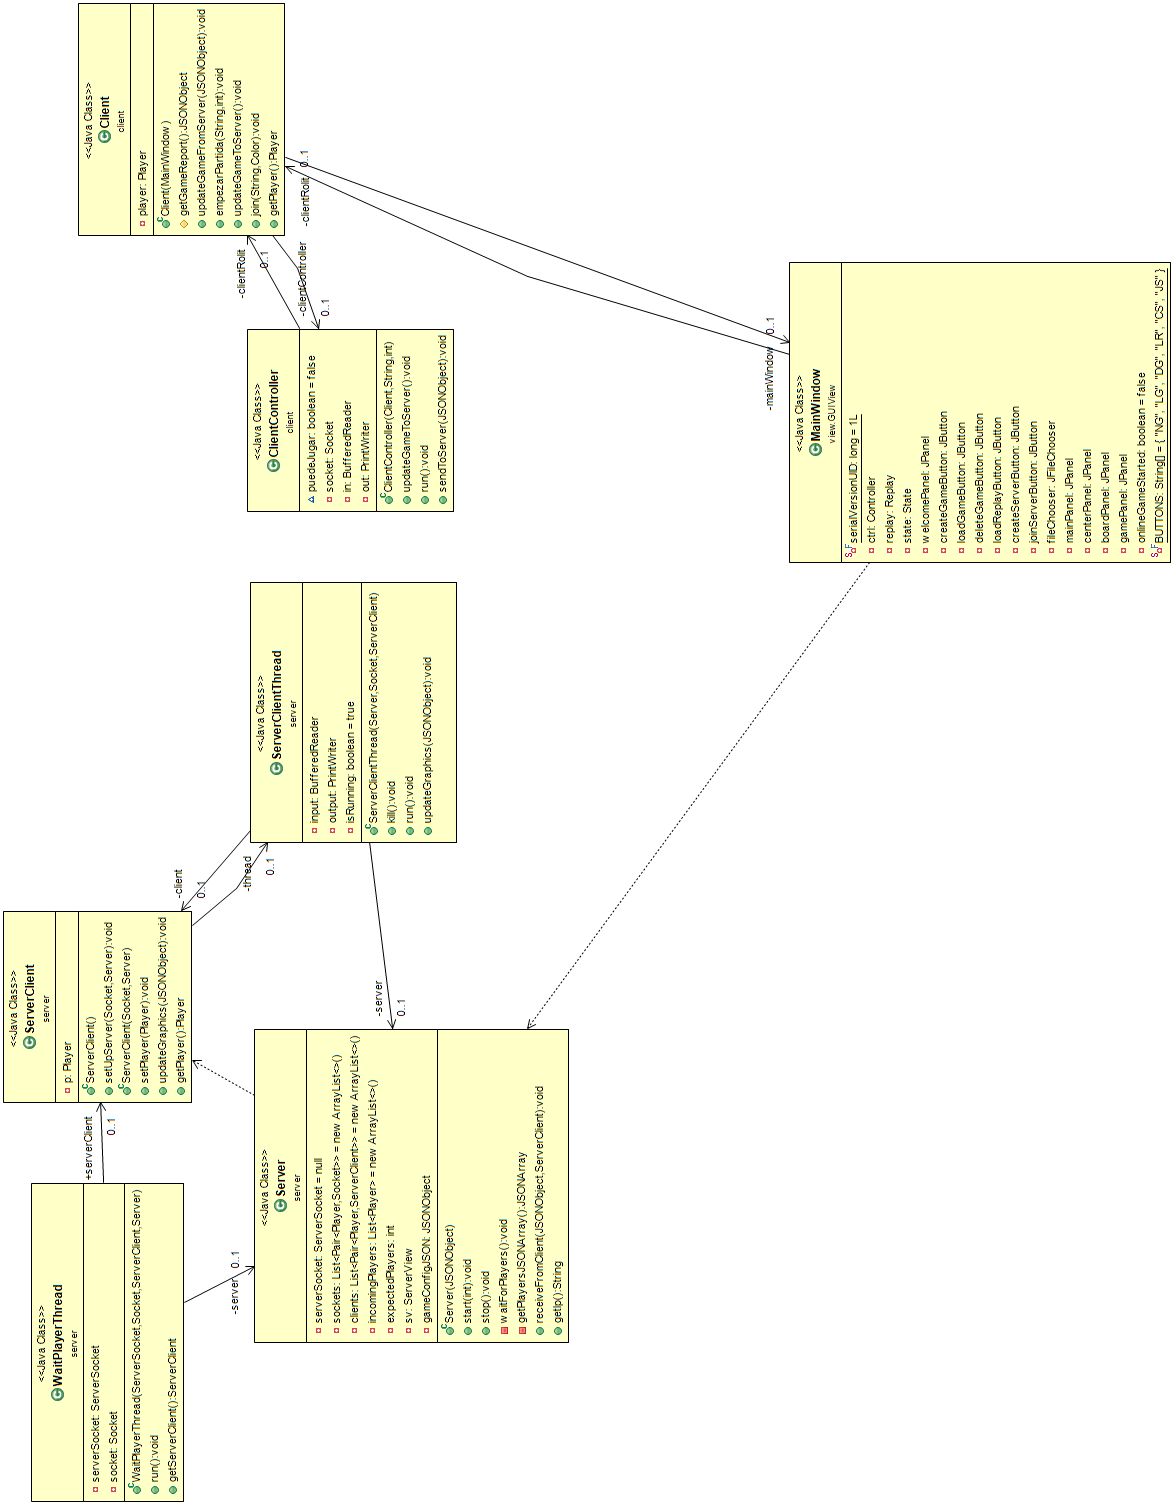 <<Java Class>>
WaitPlayerThread
server
serverSocket: ServerSocket
socket: Socket
WaitPlayerThread(ServerSocket,Socket,ServerClient,Server)
run():void
getServerClient():ServerClient
+serverClient
0..1
-server
0..1
<<Java Class>>
ServerClient
server
p: Player
ServerClient()
setUpServer(Socket,Server):void
ServerClient(Socket,Server)
setPlayer(Player):void
updateGraphics(JSONObject):void
getPlayer():Player
-client
0..1
-thread
0..1
<<Java Class>>
Server
server
serverSocket: ServerSocket = null
sockets: List<Pair<Player,Socket>> = new ArrayList<>()
clients: List<Pair<Player,ServerClient>> = new ArrayList<>()
incomingPlayers: List<Player> = new ArrayList<>()
expectedPlayers: int
sv: ServerView
gameConfigJSON: JSONObject
Server(JSONObject)
start(int):void
stop():void
waitForPlayers():void
getPlayersJSONArray():JSONArray
receiveFromClient(JSONObject,ServerClient):void
getIp():String
-server
0..1
<<Java Class>>
ServerClientThread
server
input: BufferedReader
output: PrintWriter
isRunning: boolean = true
ServerClientThread(Server,Socket,ServerClient)
kill():void
run():void
updateGraphics(JSONObject):void
<<Java Class>>
Client
client
player: Player
Client(MainWindow)
getGameReport():JSONObject
updateGameFromServer(JSONObject):void
empezarPartida(String,int):void
updateGameToServer():void
join(String,Color):void
getPlayer():Player
-clientRolit
0..1
-clientController
0..1
-clientRolit
0..1
<<Java Class>>
ClientController
client
puedeJugar: boolean = false
socket: Socket
in: BufferedReader
out: PrintWriter
ClientController(Client,String,int)
updateGameToServer():void
run():void
sendToServer(JSONObject):void
-mainWindow
0..1
<<Java Class>>
MainWindow
view.GUIView
serialVersionUID: long = 1L
ctrl: Controller
replay: Replay
state: State
welcomePanel: JPanel
createGameButton: JButton
loadGameButton: JButton
deleteGameButton: JButton
loadReplayButton: JButton
createServerButton: JButton
joinServerButton: JButton
fileChooser: JFileChooser
mainPanel: JPanel
centerPanel: JPanel
boardPanel: JPanel
gamePanel: JPanel
onlineGameStarted: boolean = false
BUTTONS: String[] = { "NG", "LG", "DG", "LR", "CS", "JS" }